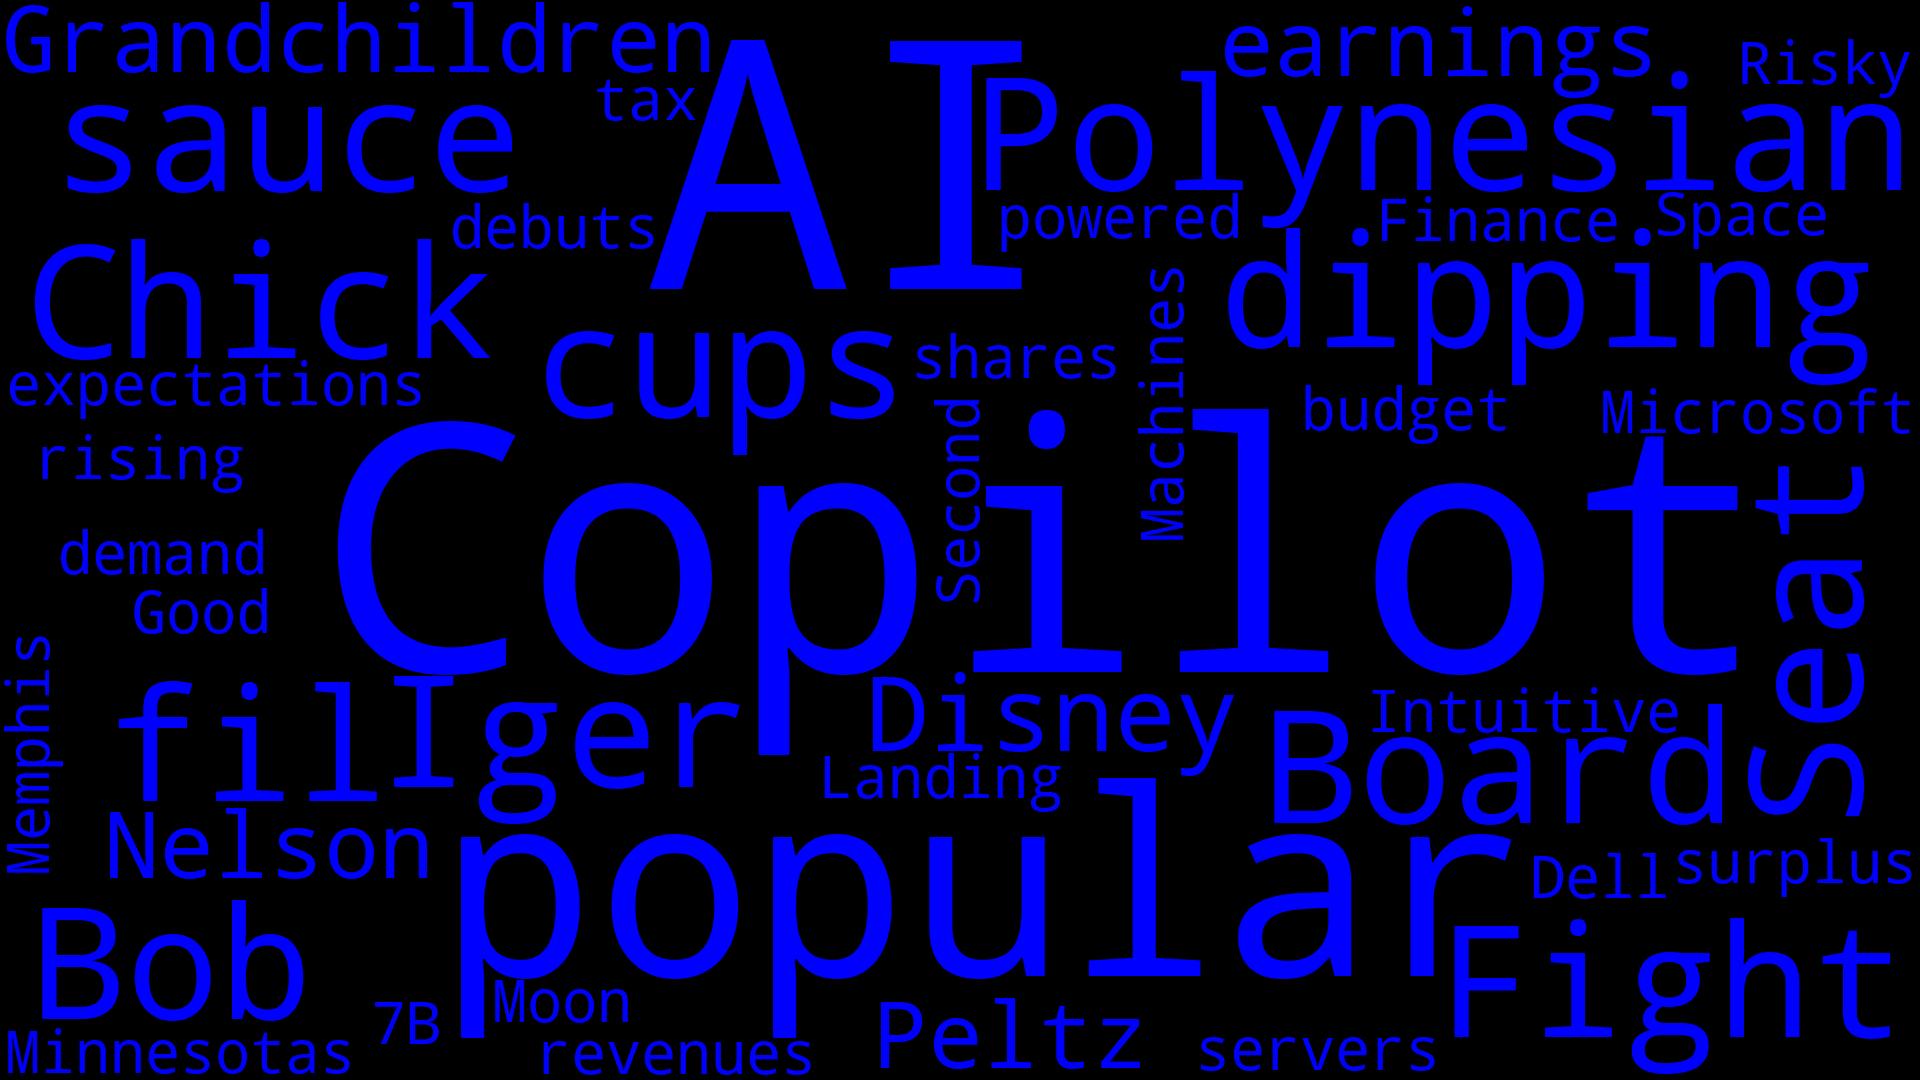 Grandchildren
earnings
Risky
tax
sauce
AI
Polynesian
debuts
powered
Finance
Space
Chick
dipping
Machines
cups
shares
expectations
budget
Microsoft
rising
Second
Copilot
Seat
demand
Good
Memphis
fil
Iger
Disney
Intuitive
Board
Landing
Nelson
popular
Dell
surplus
Bob
Fight
7B
Moon
Peltz
Minnesotas
revenues
servers